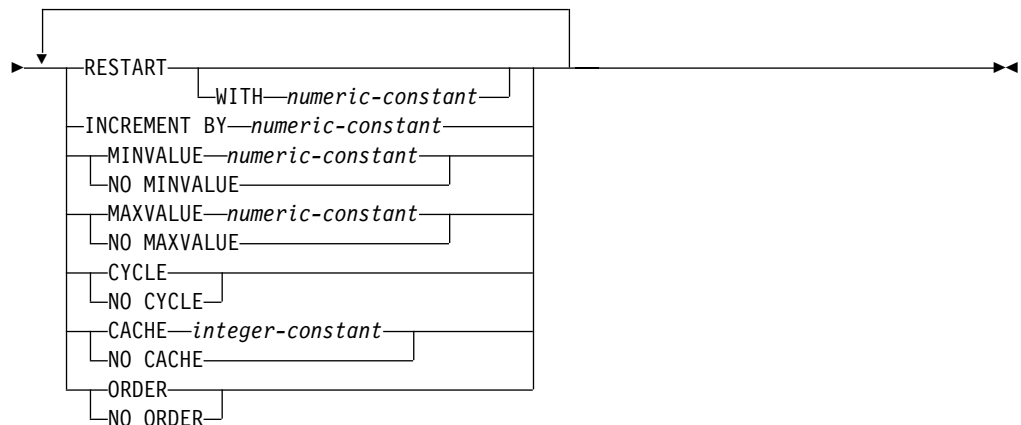 RESTART
WITH numeric-constant
INCREMENT BY numeric-constant
MINVALUE numeric-constant
NO MINVALUE
MAXVALUE numeric-constant
NO MAXVALUE
CYCLE
NO CYCLE
CACHE integer-constant
NO CACHE
ORDER
NO ORDER